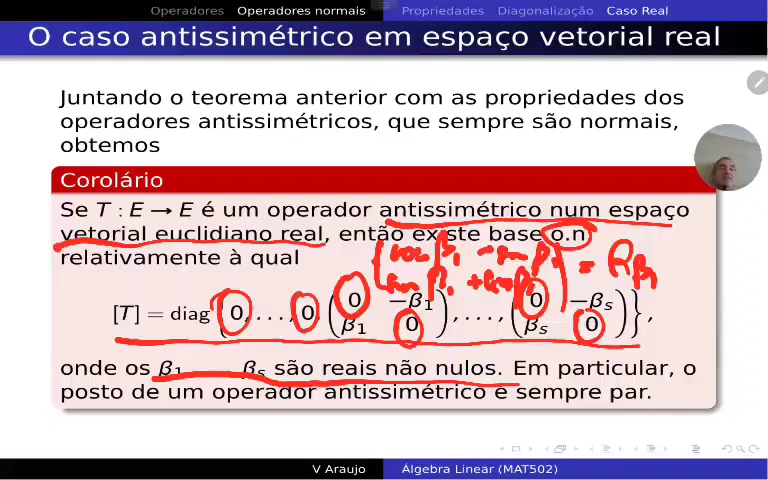 Operadores Operadores normais Propriedades Diagonalização Caso Real
O caso antissimétrico em espaço vetorial real
Juntando o teorema anterior com as propriedades dos
operadores antissimétricos, que sempre são normais,
obtemos
Corolário
Se T : E → E é um operador antissimétrico num espaço
vetorial euclidiano real, então existe base o.n.
relativamente à qual
= R
[T] = diag { 0, . . . , 0, ( 0 −β₁ ) , . . . , ( 0 −βₛ ) } ,
β₁ 0 βₛ 0
onde os β₁ βₛ são reais não nulos. Em particular, o
posto de um operador antissimétrico é sempre par.
V Araujo Álgebra Linear (MAT502)